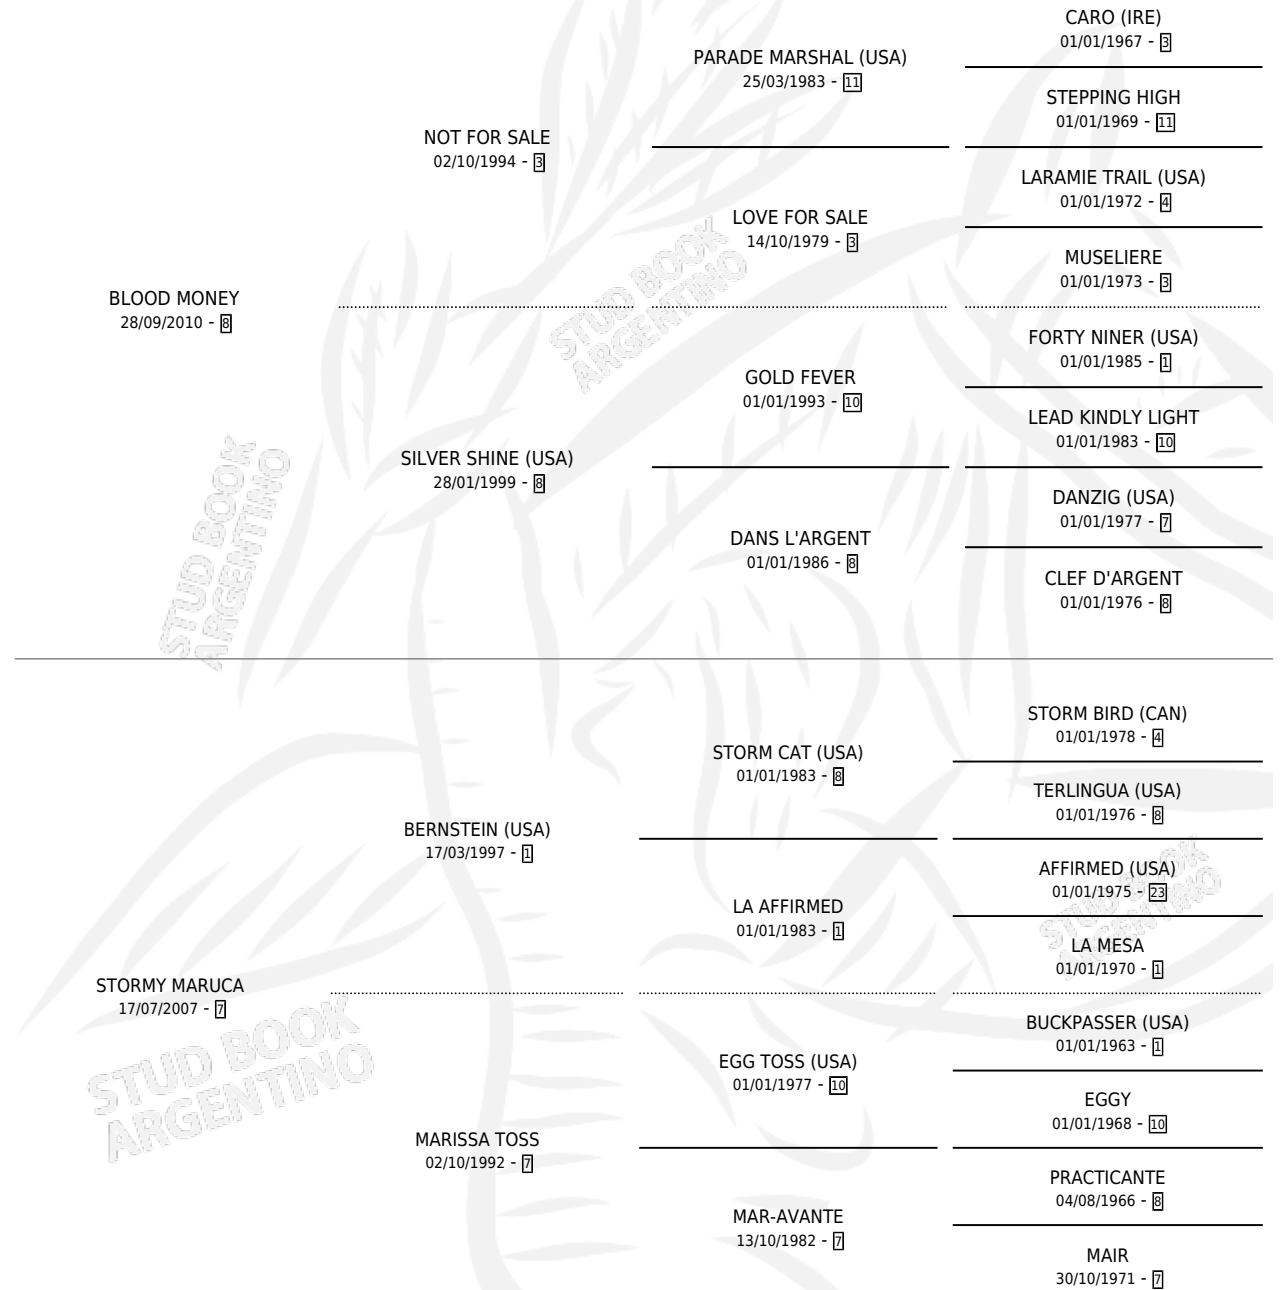 CARO (IRE)
01/01/1967 - 3
PARADE MARSHAL (USA)
25/03/1983 - 11
STEPPING HIGH
01/01/1969 - 11
NOT FOR SALE
02/10/1994 - 3
LARAMIE TRAIL (USA)
01/01/1972 - 4
LOVE FOR SALE
14/10/1979 - 3
MUSELIERE
01/01/1973 - 3
BLOOD MONEY
28/09/2010 - 8
FORTY NINER (USA)
01/01/1985 - 1
GOLD FEVER
01/01/1993 - 10
LEAD KINDLY LIGHT
01/01/1983 - 10
SILVER SHINE (USA)
28/01/1999 - 8
DANZIG (USA)
01/01/1977 - 7
DANS L'ARGENT
01/01/1986 - 8
CLEF D'ARGENT
01/01/1976 - 8
STORM BIRD (CAN)
01/01/1978 - 4
STORM CAT (USA)
01/01/1983 - 8
TERLINGUA (USA)
01/01/1976 - 8
BERNSTEIN (USA)
17/03/1997 - 1
AFFIRMED (USA)
01/01/1975 - 23
LA AFFIRMED
01/01/1983 - 1
LA MESA
01/01/1970 - 1
STORMY MARUCA
17/07/2007 - 7
BUCKPASSER (USA)
01/01/1963 - 1
EGG TOSS (USA)
01/01/1977 - 10
EGGY
01/01/1968 - 10
MARISSA TOSS
02/10/1992 - 7
PRACTICANTE
04/08/1966 - 8
MAR-AVANTE
13/10/1982 - 7
MAIR
30/10/1971 - 7
STUD BOOK
ARGENTINO
STUD BOOK
ARGENTINO
STUD BOOK
ARGENTINO
STUD BOOK
ARGENTINO